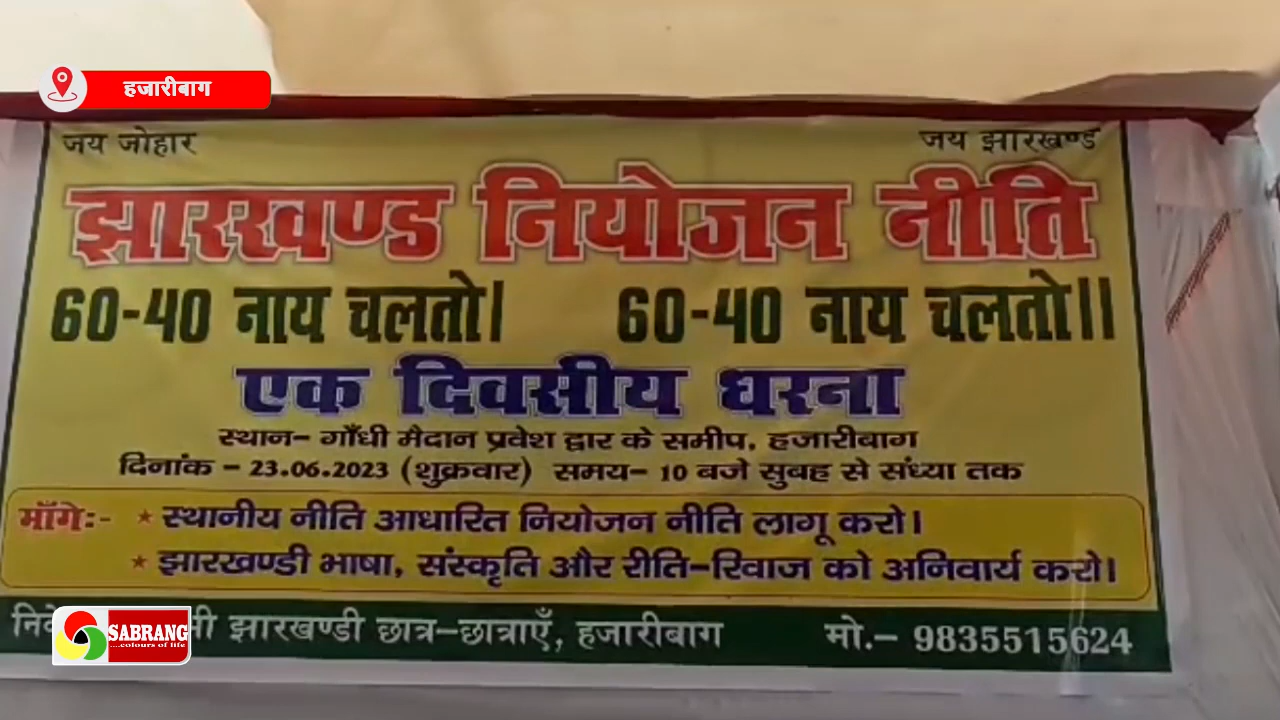 हजारीबाग
जय जोहार जय झारखण्ड
झारखण्ड नियोजन नीति
60-40 नाय चलतो। 60-40 नाय चलतो।।
एक दिवसीय धरना
स्थान- गाँधी मैदान प्रवेश द्वार के समीप, हजारीबाग
दिनांक - 23.06.2023 (शुक्रवार) समय- 10 बजे सुबह से संध्या तक
माँगेः- ★ स्थानीय नीति आधारित नियोजन नीति लागू करो।
★ झारखण्डी भाषा, संस्कृति और रीति-रिवाज को अनिवार्य करो।
झारखण्डी छात्र-छात्राएँ, हजारीबाग मो.- 9835515624
SABRANG
...colours of life